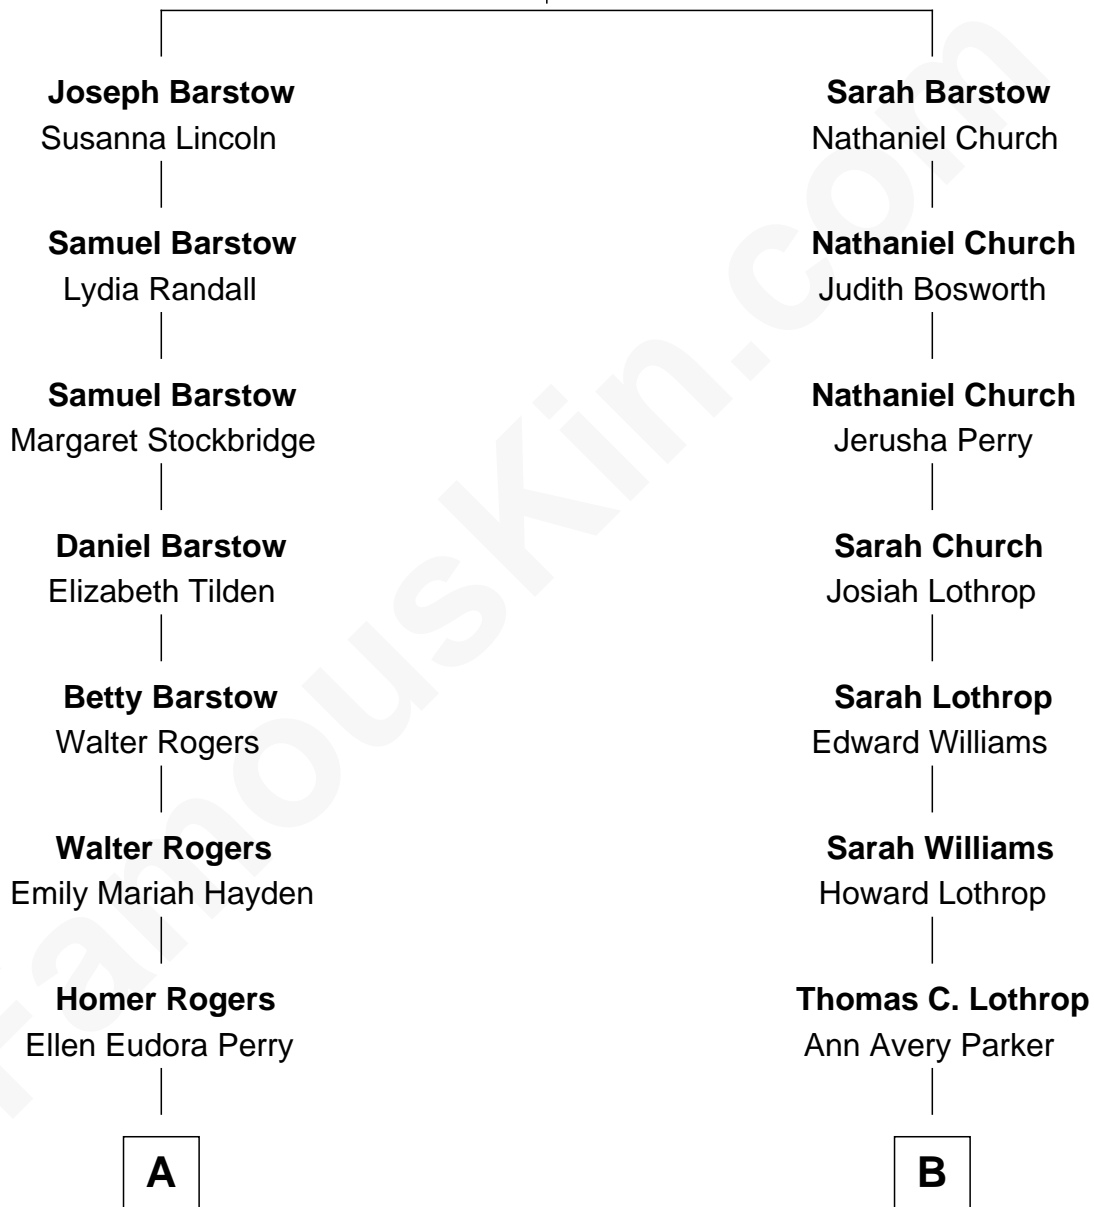 Joseph Barstow
Susanna Lincoln
Samuel Barstow
Lydia Randall
Samuel Barstow
Margaret Stockbridge
Daniel Barstow
Elizabeth Tilden
Betty Barstow
Walter Rogers
Walter Rogers
Emily Mariah Hayden
Homer Rogers
Ellen Eudora Perry
A
Sarah Barstow
Nathaniel Church
Nathaniel Church
Judith Bosworth
Nathaniel Church
Jerusha Perry
Sarah Church
Josiah Lothrop
Sarah Lothrop
Edward Williams
Sarah Williams
Howard Lothrop
Thomas C. Lothrop
Ann Avery Parker
B
FamousKin.com